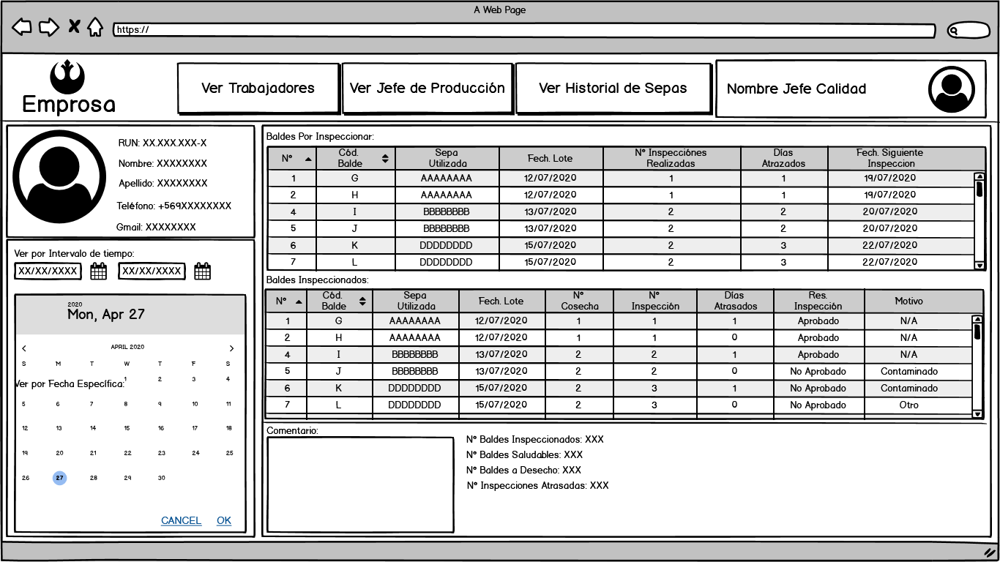 A Web Page
https://
Emprosa
Ver Trabajadores
Ver Jefe de Producción
Ver Historial de Sepas
Nombre Jefe Calidad
RUN: XX.XXX.XXX-X
Nombre: XXXXXXXX
Apellido: XXXXXXXX
Teléfono: +569XXXXXXXX
Gmail: XXXXXXXX
Ver por Intervalo de tiempo:
XX/XX/XXXX XX/XX/XXXX
2020
Mon, Apr 27
APRIL 2020
S M T W T F S
Ver por Fecha Específica:
1 2 3 4
5 6 7 8 9 10 11
12 13 14 15 16 17 18
19 20 21 22 23 24 25
26 27 28 29 30
CANCEL OK
Baldes Por Inspeccionar:
Nº Cód. Balde Sepa Utilizada Fech. Lote Nº Inspecciónes Realizadas Días Atrazados Fech. Siguiente Inspeccion
1 G AAAAAAAA 12/07/2020 1 1 19/07/2020
2 H AAAAAAAA 12/07/2020 1 1 19/07/2020
4 I BBBBBBBB 13/07/2020 2 2 20/07/2020
5 J BBBBBBBB 13/07/2020 2 2 20/07/2020
6 K DDDDDDDD 15/07/2020 2 3 22/07/2020
7 L DDDDDDDD 15/07/2020 2 3 22/07/2020
Baldes Inspeccionados:
Nº Cód. Balde Sepa Utilizada Fech. Lote Nº Cosecha Nº Inspección Días Atrasados Res. Inspección Motivo
1 G AAAAAAAA 12/07/2020 1 1 1 Aprobado N/A
2 H AAAAAAAA 12/07/2020 1 1 0 Aprobado N/A
4 I BBBBBBBB 13/07/2020 2 2 1 Aprobado N/A
5 J BBBBBBBB 13/07/2020 2 2 0 No Aprobado Contaminado
6 K DDDDDDDD 15/07/2020 2 3 1 No Aprobado Contaminado
7 L DDDDDDDD 15/07/2020 2 3 0 No Aprobado Otro
Comentario:
Nº Baldes Inspeccionados: XXX
Nº Baldes Saludables: XXX
Nº Baldes a Desecho: XXX
Nº Inspecciones Atrasadas: XXX